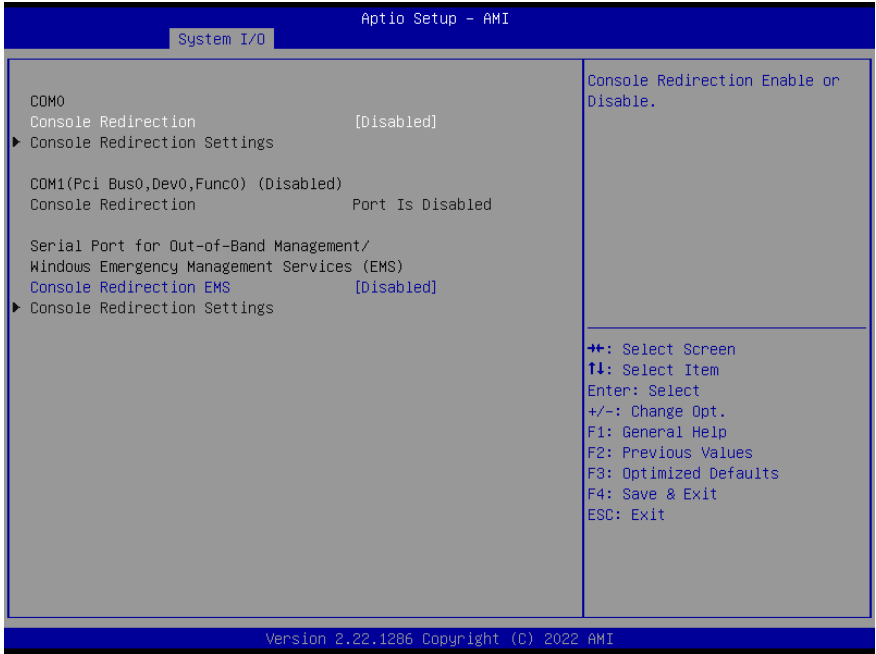 Aptio Setup – AMI
System I/O
COM0
Console Redirection [Disabled]
Console Redirection Settings
COM1(Pci Bus0,Dev0,Func0) (Disabled)
Console Redirection Port Is Disabled
Serial Port for Out-of-Band Management/
Windows Emergency Management Services (EMS)
Console Redirection EMS [Disabled]
Console Redirection Settings
Console Redirection Enable or
Disable.
→←: Select Screen
↑↓: Select Item
Enter: Select
+/-: Change Opt.
F1: General Help
F2: Previous Values
F3: Optimized Defaults
F4: Save & Exit
ESC: Exit
Version 2.22.1286 Copyright (C) 2022 AMI